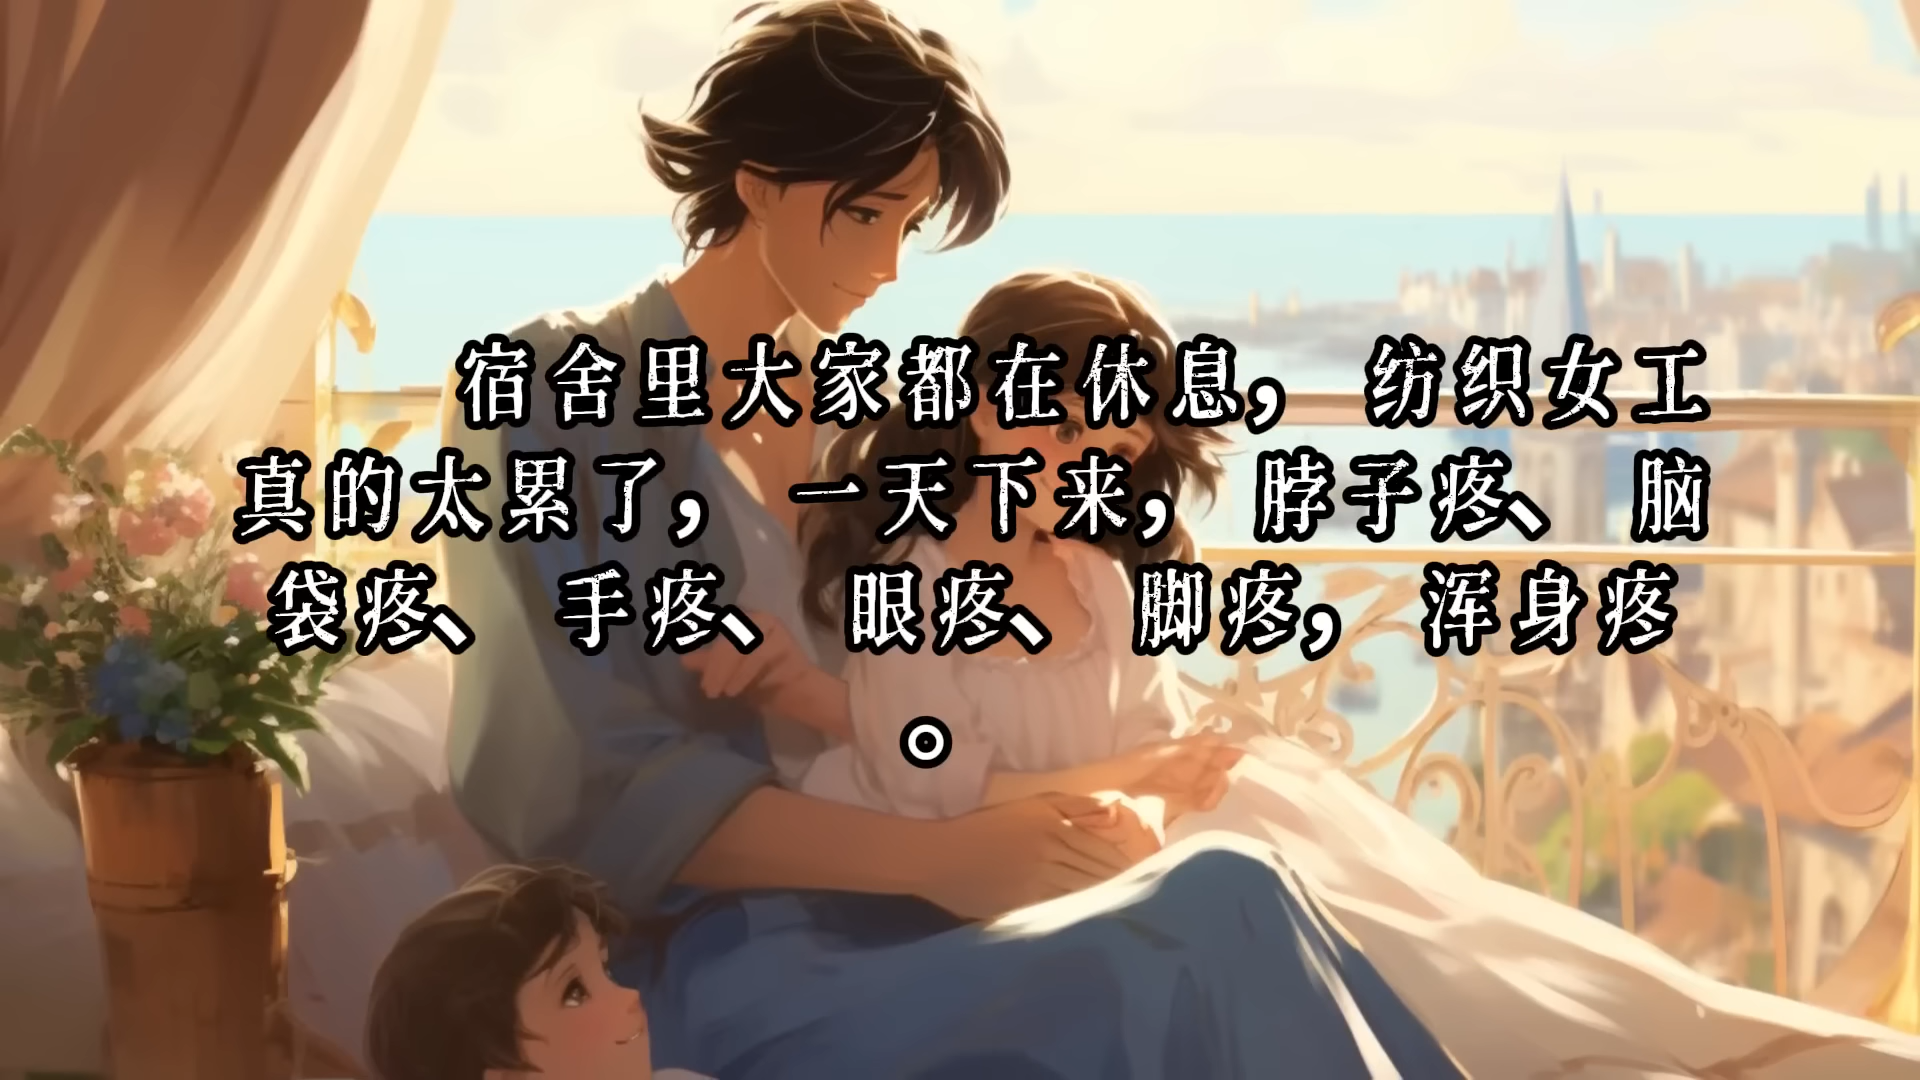 宿舍里大家都在休息，纺织女工
真的太累了，一天下来，脖子疼、脑
袋疼、手疼、眼疼、脚疼，浑身疼
。